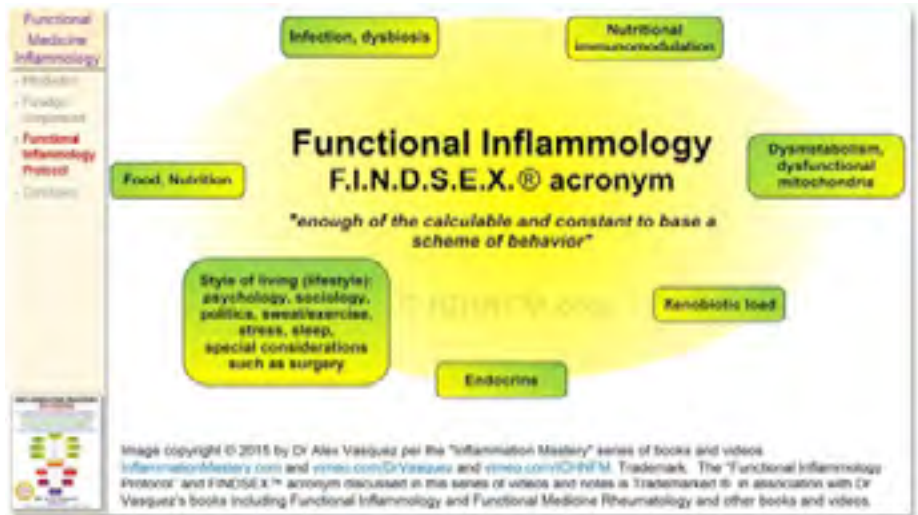 Functional
Medicine
Inflammology
Functional
Inflammology
Protocol
Infection, dysbiosis
Nutritional
immunomodulation
Functional Inflammology
F.I.N.D.S.E.X.® acronym
"enough of the calculable and constant to base a
scheme of behavior"
Food, Nutrition
Dysmetabolism,
dysfunctional
mitochondria
Style of living (lifestyle):
psychology, sociology,
politics, sweat/exercise,
stress, sleep,
special considerations
such as surgery
Xenobiotic load
Endocrine
Image copyright © 2015 by Dr Alex Vasquez per the "Inflammation Mastery" series of books and videos
InflammationMastery.com and vimeo.com/DrVasquez and vimeo.com/ICHNFM. Trademark. The "Functional Inflammology
Protocol" and FINDSEX™ acronym discussed in this series of videos and notes is Trademarked ® in association with Dr
Vasquez's books including Functional Inflammology and Functional Medicine Rheumatology and other books and videos.